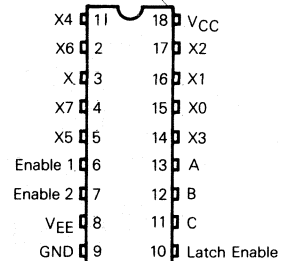 X4 11 18 VCC
X6 2 17 X2
X 3 16 X1
X7 4 15 X0
X5 5 14 X3
Enable 1 6 13 A
Enable 2 7 12 B
VEE 8 11 C
GND 9 10 Latch Enable